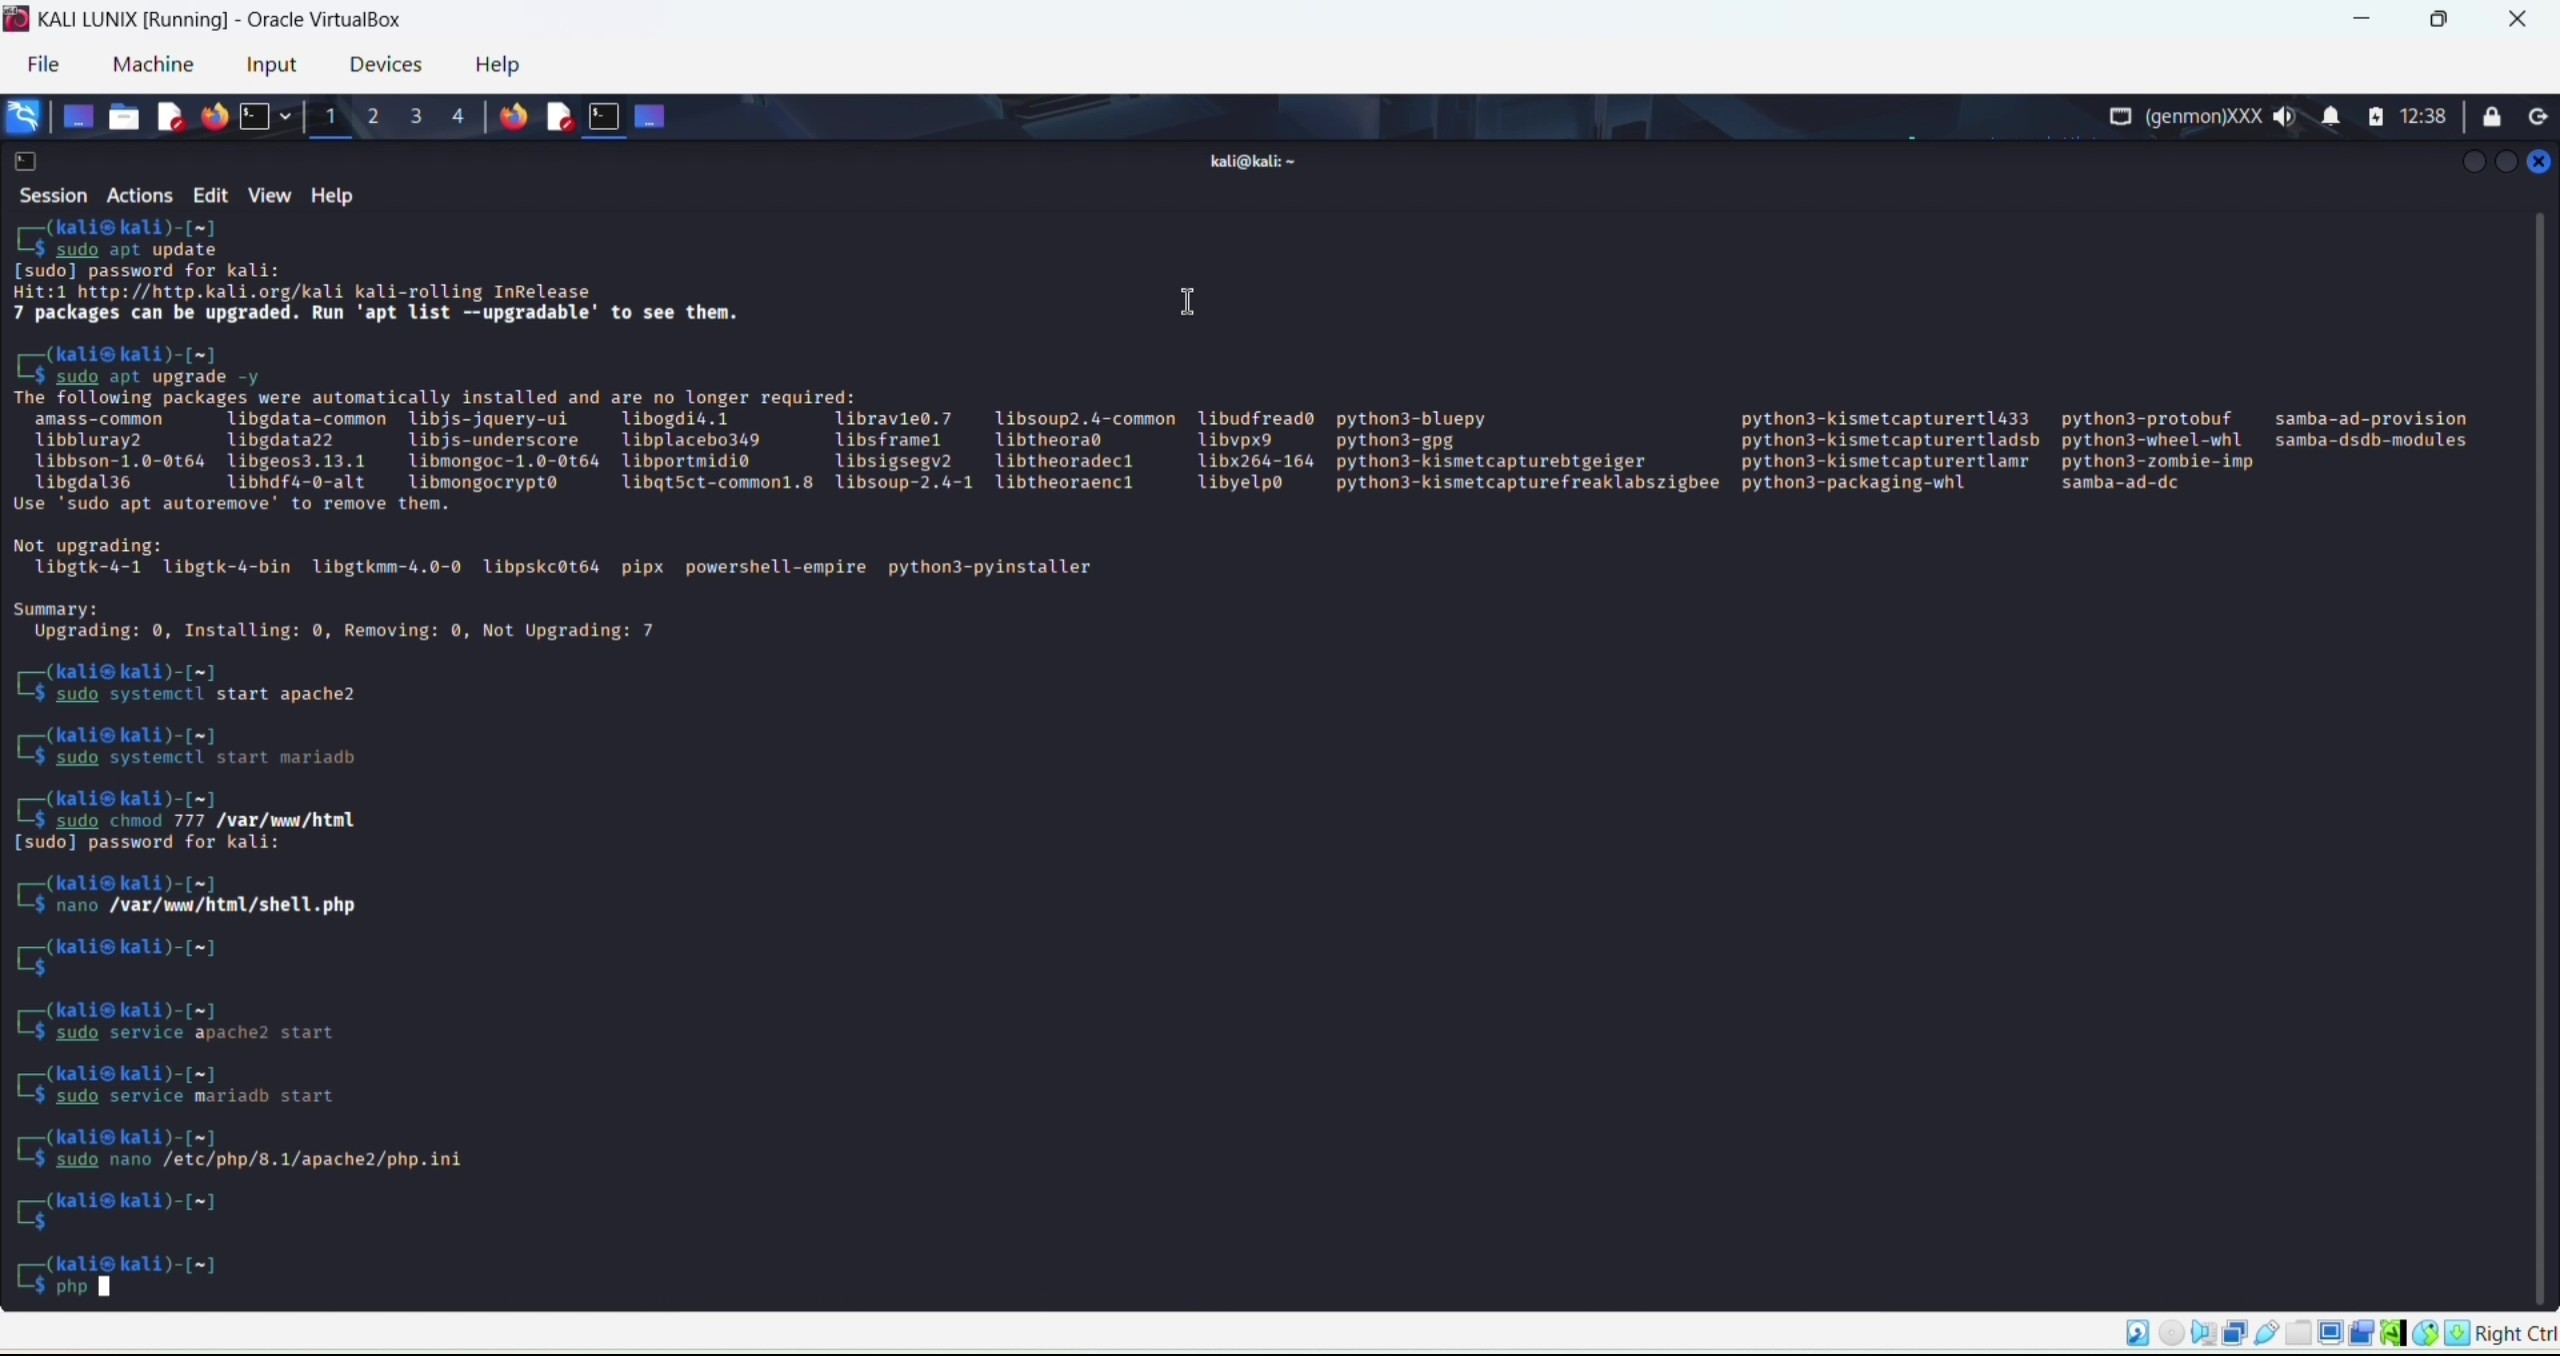 KALI LUNIX [Running] - Oracle VirtualBox
File Machine Input Devices Help
1 2 3 4 (genmon)XXX 12:38
kali@kali: ~
Session Actions Edit View Help
┌──(kali㉿kali)-[~]
└─$ sudo apt update
[sudo] password for kali:
Hit:1 http://http.kali.org/kali kali-rolling InRelease
7 packages can be upgraded. Run 'apt list --upgradable' to see them.
┌──(kali㉿kali)-[~]
└─$ sudo apt upgrade -y
The following packages were automatically installed and are no longer required:
amass-common libgdata-common libjs-jquery-ui libogdi4.1 librav1e0.7 libsoup2.4-common libudfread0 python3-bluepy python3-kismetcapturertl433 python3-protobuf samba-ad-provision
libbluray2 libgdata22 libjs-underscore libplacebo349 libsframe1 libtheora0 libvpx9 python3-gpg python3-kismetcapturertladsb python3-wheel-whl samba-dsdb-modules
libbson-1.0-0t64 libgeos3.13.1 libmongoc-1.0-0t64 libportmidi0 libsigsegv2 libtheoradec1 libx264-164 python3-kismetcapturebtgeiger python3-kismetcapturertlamr python3-zombie-imp
libgdal36 libhdf4-0-alt libmongocrypt0 libqt5ct-common1.8 libsoup-2.4-1 libtheoraenc1 libyelp0 python3-kismetcapturefreaklabszigbee python3-packaging-whl samba-ad-dc
Use 'sudo apt autoremove' to remove them.
Not upgrading:
libgtk-4-1 libgtk-4-bin libgtkmm-4.0-0 libpskc0t64 pipx powershell-empire python3-pyinstaller
Summary:
Upgrading: 0, Installing: 0, Removing: 0, Not Upgrading: 7
┌──(kali㉿kali)-[~]
└─$ sudo systemctl start apache2
┌──(kali㉿kali)-[~]
└─$ sudo systemctl start mariadb
┌──(kali㉿kali)-[~]
└─$ sudo chmod 777 /var/www/html
[sudo] password for kali:
┌──(kali㉿kali)-[~]
└─$ nano /var/www/html/shell.php
┌──(kali㉿kali)-[~]
└─$
┌──(kali㉿kali)-[~]
└─$ sudo service apache2 start
┌──(kali㉿kali)-[~]
└─$ sudo service mariadb start
┌──(kali㉿kali)-[~]
└─$ sudo nano /etc/php/8.1/apache2/php.ini
┌──(kali㉿kali)-[~]
└─$
┌──(kali㉿kali)-[~]
└─$ php
Right Ctrl